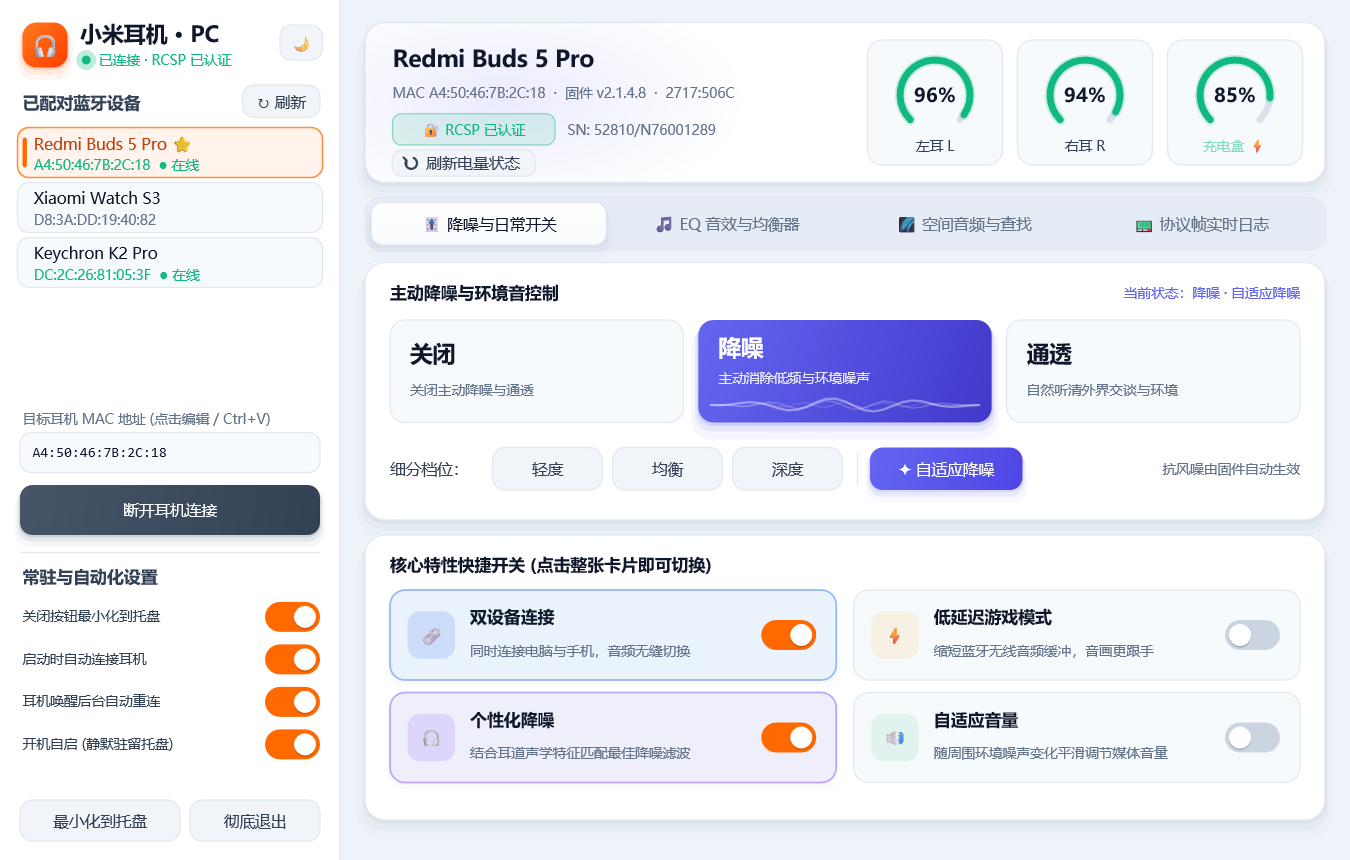 小米耳机 • PC
已连接 · RCSP 已认证
已配对蓝牙设备
↻ 刷新
Redmi Buds 5 Pro ⭐
A4:50:46:7B:2C:18 ● 在线
Xiaomi Watch S3
D8:3A:DD:19:40:82
Keychron K2 Pro
DC:2C:26:81:05:3F ● 在线
目标耳机 MAC 地址 (点击编辑 / Ctrl+V)
A4:50:46:7B:2C:18
断开耳机连接
常驻与自动化设置
关闭按钮最小化到托盘
启动时自动连接耳机
耳机唤醒后台自动重连
开机自启 (静默驻留托盘)
最小化到托盘
彻底退出
Redmi Buds 5 Pro
MAC A4:50:46:7B:2C:18 · 固件 v2.1.4.8 · 2717:506C
RCSP 已认证
SN: 52810/N76001289
刷新电量状态
96%
左耳 L
94%
右耳 R
85%
充电盒
降噪与日常开关
EQ 音效与均衡器
空间音频与查找
协议帧实时日志
主动降噪与环境音控制
当前状态：降噪 · 自适应降噪
关闭
关闭主动降噪与通透
降噪
主动消除低频与环境噪声
通透
自然听清外界交谈与环境
细分档位：
轻度
均衡
深度
✦ 自适应降噪
抗风噪由固件自动生效
核心特性快捷开关 (点击整张卡片即可切换)
双设备连接
同时连接电脑与手机，音频无缝切换
低延迟游戏模式
缩短蓝牙无线音频缓冲，音画更跟手
个性化降噪
结合耳道声学特征匹配最佳降噪滤波
自适应音量
随周围环境噪声变化平滑调节媒体音量